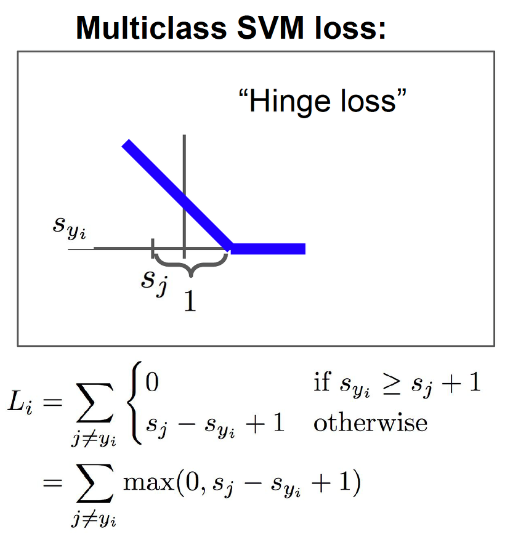 Multiclass SVM loss:
“Hinge loss”
s_{y_i}
s_j
1
L_i = \sum_{j \neq y_i} \begin{cases} 0 & \text{if } s_{y_i} \geq s_j + 1 \\ s_j - s_{y_i} + 1 & \text{otherwise} \end{cases}
= \sum_{j \neq y_i} \max(0, s_j - s_{y_i} + 1)